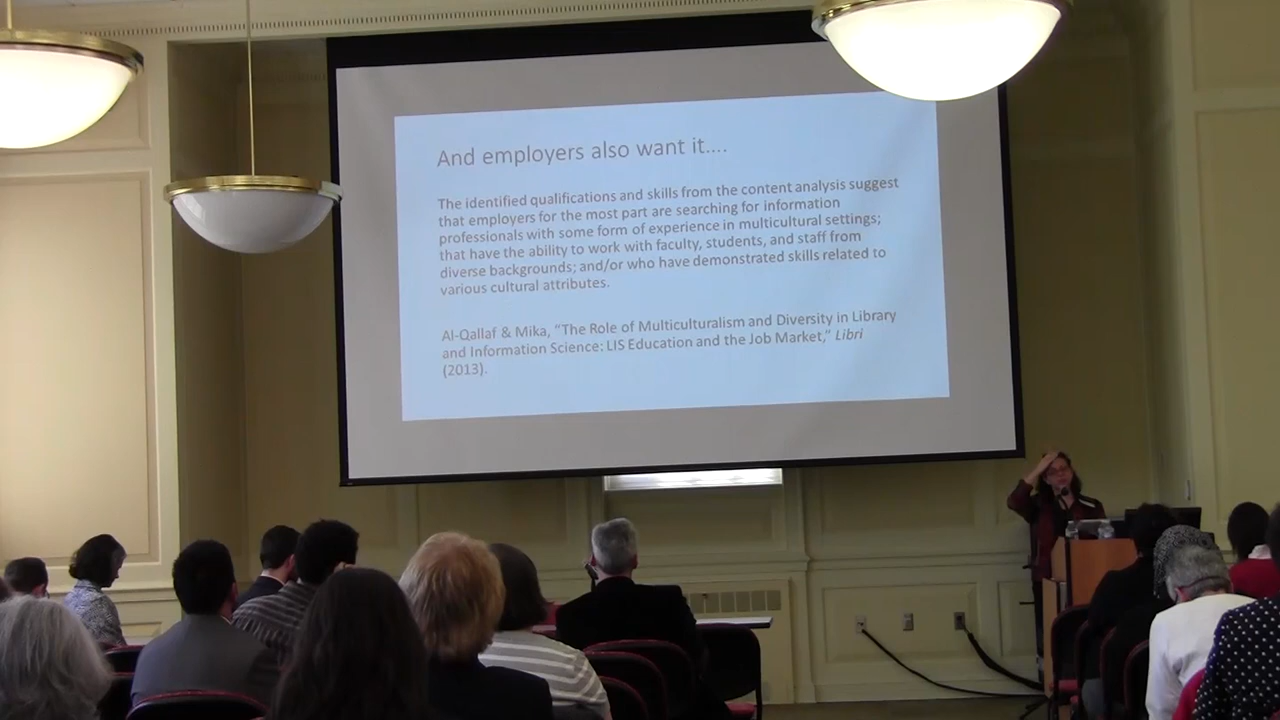 And employers also want it....
The identified qualifications and skills from the content analysis suggest
that employers for the most part are searching for information
professionals with some form of experience in multicultural settings;
that have the ability to work with faculty, students, and staff from
diverse backgrounds; and/or who have demonstrated skills related to
various cultural attributes.
Al-Qallaf & Mika, “The Role of Multiculturalism and Diversity in Library
and Information Science: LIS Education and the Job Market,” Libri
(2013).